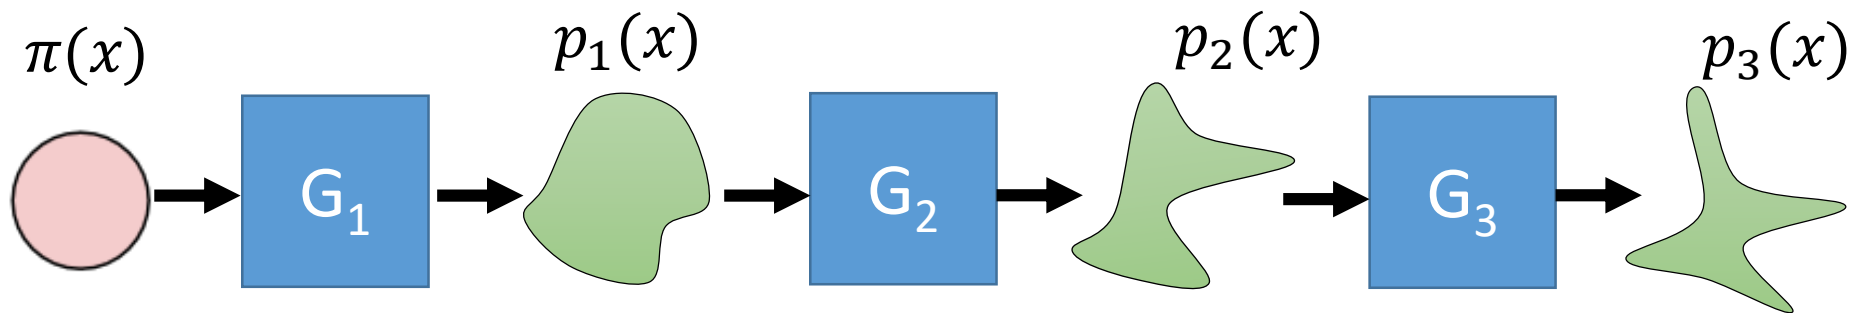 π(x)
G₁
p₁(x)
G₂
p₂(x)
G₃
p₃(x)